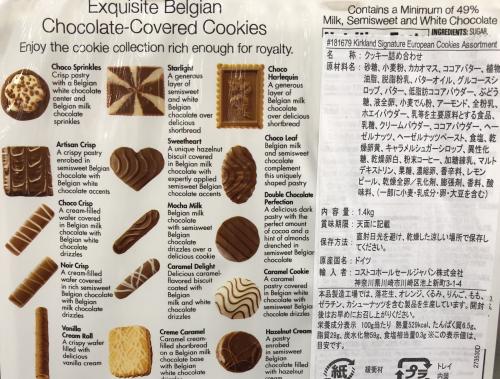 Exquisite Belgian
Chocolate-Covered Cookies
Enjoy the cookie collection rich enough for royalty.
Choco Sprinkles
Crisp pastry
with a Belgian
white chocolate
center and
Belgian milk
chocolate
sprinkles
Starlight
A generous
layer of
semisweet
and white
Belgian
chocolate over
delicious
shortbread
Choco
Harlequin
A generous
layer of
Belgian milk
chocolate
over delicious
shortbread
Artisan Crisp
A crispy pastry
enrobed in
semisweet Belgian
chocolate with
Belgian white
chocolate accents
Sweetheart
A unique hazelnut
biscuit covered in
Belgian milk
chocolate with
expertly applied
semisweet Belgian
chocolate accents
Choco Leaf
Belgian milk
and semisweet
chocolate
complement
this uniquely
shaped pastry
Choco Crisp
A cream-filled
wafer covered
in enrobed
in Belgian milk
chocolate with
white chocolate
drizzles
Mocha Milk
Belgian milk
chocolate
with semisweet
Belgian
chocolate
drizzles over a
delicious cookie
Double Chocolate
Perfection
A delicious dark
pastry with the
perfect amount
of cocoa and a
hint of almonds
drenched in
semisweet Belgian
chocolate
Noir Crisp
A cream-filled
wafer covered
in rich enrobed
in semisweet
Belgian chocolate
with Belgian
milk chocolate
drizzles
Caramel Delight
Delicious caramel-
flavored biscuit
coated with
Belgian
milk and white
chocolate
drizzles
Caramel Cookie
A caramel
pastry covered
in Belgian
white chocolate
with semisweet
chocolate
drizzles
Vanilla
Cream Roll
A crispy wafer
filled with
delicious
vanilla cream
Creme Caramel
Caramel cream-
filled shortbread
on a Belgian milk
chocolate base
with Belgian
white chocolate
Hazelnut Cream
A pastry
enrobed
in semisweet
Belgian
chocolate filled
with hazelnut
Contains a Minimum of 49%
Milk, Semisweet and White Chocolate
INGREDIENTS: SUGAR,
#181679 Kirkland Signature European Cookies Assortment
名 称: クッキー詰め合わせ
原材料名: 砂糖、小麦粉、カカオマス、ココアバター、植物
油脂、脱脂粉乳、バターオイル、グルコースシ
ロップ、バター、低脂肪ココアパウダー、ぶどう
糖、液全卵、小麦でん粉、アーモンド、全粉乳、
ホエイパウダー、乳等を主要原料とする食品、
乳糖、クリームパウダー、ココアパウダー、ヘー
ゼルナッツ、ヘーゼルナッツペースト、食塩、乾
燥卵黄、キャラメルシュガーシロップ、異性化
糖、乾燥卵白、粉末コーヒー、加糖練乳、マルト
デキストリン、果糖、濃縮卵、香辛料、レモン
ピール、乾燥全卵／乳化剤、膨張剤、香料、酸
味料、(一部に小麦・乳成分・卵・大豆を含む)
内 容 量: 1.4kg
賞味期限: 天面に記載
保存方法: 直射日光を避け、乾燥した涼しい場所で保存し
てください。
原産国名: ドイツ
輸 入 者: コストコホールセールジャパン株式会社
神奈川県川崎市川崎区池上新町3-1-4
本品製造工場では、落花生、オレンジ、くるみ、りんご、もも、
ゼラチン、カシューナッツを含む製品を生産しています。開封
後はお早めにお召し上がりください。
栄養成分表示 100g当たり 熱量529kcal、たんぱく質6.5g、
脂質28g、炭水化物59g、食塩相当量0.3g ※この表示値は、
目安です。
273530D
紙
緩衝材
プラ
トレイ
内袋